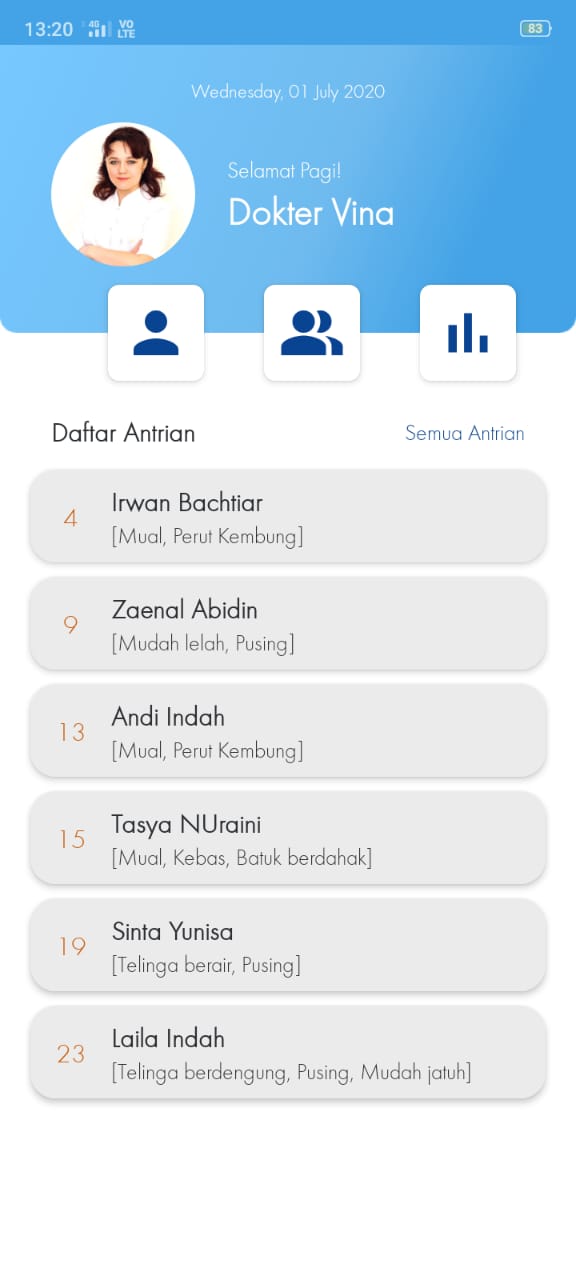 13:20 4G VO LTE 83
Wednesday, 01 July 2020
Selamat Pagi!
Dokter Vina
Daftar Antrian Semua Antrian
4 Irwan Bachtiar
[Mual, Perut Kembung]
9 Zaenal Abidin
[Mudah lelah, Pusing]
13 Andi Indah
[Mual, Perut Kembung]
15 Tasya NUraini
[Mual, Kebas, Batuk berdahak]
19 Sinta Yunisa
[Telinga berair, Pusing]
23 Laila Indah
[Telinga berdengung, Pusing, Mudah jatuh]